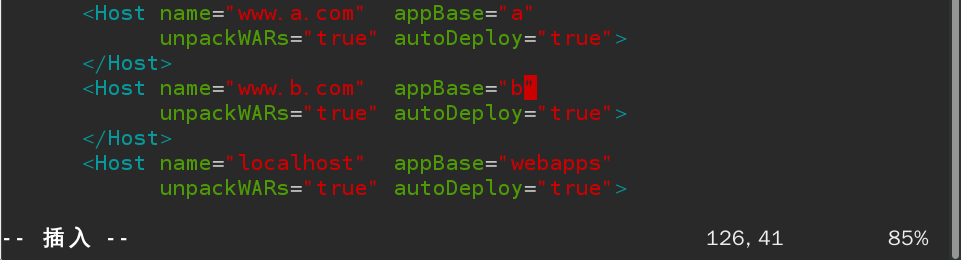 <Host name="www.a.com"  appBase="a"
unpackWARs="true" autoDeploy="true">
</Host>
<Host name="www.b.com"  appBase="b"
unpackWARs="true" autoDeploy="true">
</Host>
<Host name="localhost"  appBase="webapps"
unpackWARs="true" autoDeploy="true">
-- 插入 -- 126,41 85%